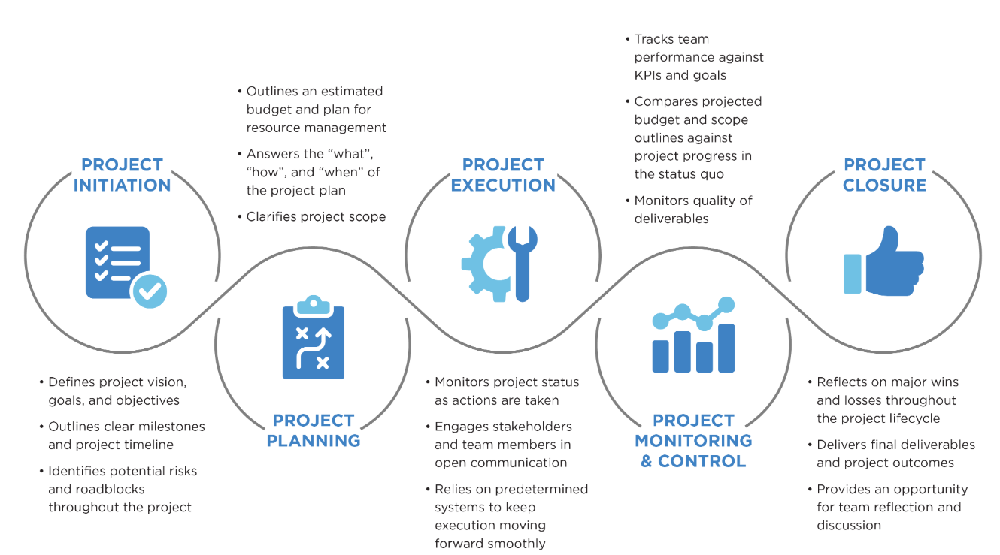 PROJECT
INITIATION
• Defines project vision,
goals, and objectives
• Outlines clear milestones
and project timeline
• Identifies potential risks
and roadblocks
throughout the project
• Outlines an estimated
budget and plan for
resource management
• Answers the “what”,
“how”, and “when” of
the project plan
• Clarifies project scope
PROJECT
PLANNING
PROJECT
EXECUTION
• Monitors project status
as actions are taken
• Engages stakeholders
and team members in
open communication
• Relies on predetermined
systems to keep
execution moving
forward smoothly
• Tracks team
performance against
KPIs and goals
• Compares projected
budget and scope
outlines against
project progress in
the status quo
• Monitors quality of
deliverables
PROJECT
MONITORING
& CONTROL
PROJECT
CLOSURE
• Reflects on major wins
and losses throughout
the project lifecycle
• Delivers final deliverables
and project outcomes
• Provides an opportunity
for team reflection and
discussion